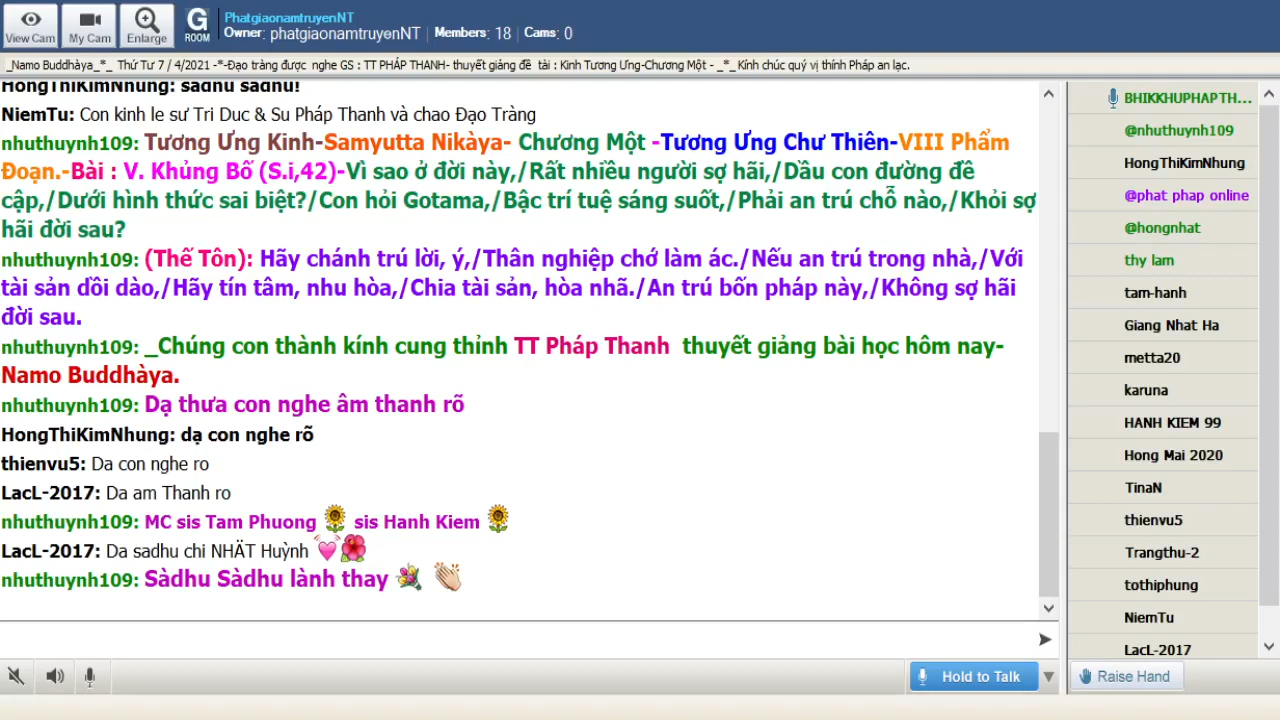 View Cam
My Cam
Enlarge
G
ROOM
PhatgiaonamtruyenNT
Owner: phatgiaonamtruyenNT | Members: 18 | Cams: 0
_Namo Buddhàya_*_ Thứ Tư 7 / 4/2021 -*-Đạo tràng được nghe GS : TT PHÁP THANH- thuyết giảng đề tài : Kinh Tương Ưng-Chương Một - _*_ Kính chúc quý vị thính Pháp an lạc.
HongThiKimNhung: sadhu sadhu!
NiemTu: Con kinh le sư Tri Duc & Su Pháp Thanh và chao Đạo Tràng
nhuthuynh109: Tương Ưng Kinh-Samyutta Nikàya- Chương Một -Tương Ưng Chư Thiên-VIII Phẩm
Đoạn.-Bài : V. Khủng Bố (S.i,42)-Vì sao ở đời này,/Rất nhiều người sợ hãi,/Dầu con đường đề
cập,/Dưới hình thức sai biệt?/Con hỏi Gotama,/Bậc trí tuệ sáng suốt,/Phải an trú chỗ nào,/Khỏi sợ
hãi đời sau?
nhuthuynh109: (Thế Tôn): Hãy chánh trú lời, ý,/Thân nghiệp chớ làm ác./Nếu an trú trong nhà,/Với
tài sản dồi dào,/Hãy tín tâm, nhu hòa,/Chia tài sản, hòa nhã./An trú bốn pháp này,/Không sợ hãi
đời sau.
nhuthuynh109: _Chúng con thành kính cung thỉnh TT Pháp Thanh thuyết giảng bài học hôm nay-
Namo Buddhàya.
nhuthuynh109: Dạ thưa con nghe âm thanh rõ
HongThiKimNhung: dạ con nghe rõ
thienvu5: Da con nghe ro
LacL-2017: Da am Thanh ro
nhuthuynh109: MC sis Tam Phuong sis Hanh Kiem
LacL-2017: Da sadhu chi NHÄT Huỳnh
nhuthuynh109: Sàdhu Sàdhu lành thay
Hold to Talk
BHIKKHUPHAPTH...
@nhuthuynh109
HongThiKimNhung
@phat phap online
@hongnhat
thy lam
tam-hanh
Giang Nhat Ha
metta20
karuna
HANH KIEM 99
Hong Mai 2020
TinaN
thienvu5
Trangthu-2
tothiphung
NiemTu
LacL-2017
Raise Hand